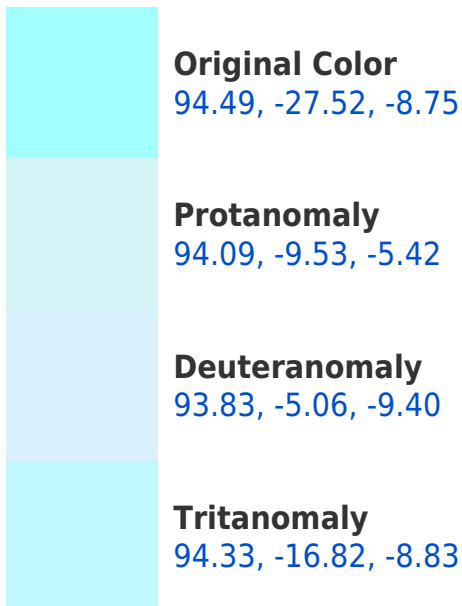 Original Color
94.49, -27.52, -8.75
Protanomaly
94.09, -9.53, -5.42
Deuteranomaly
93.83, -5.06, -9.40
Tritanomaly
94.33, -16.82, -8.83